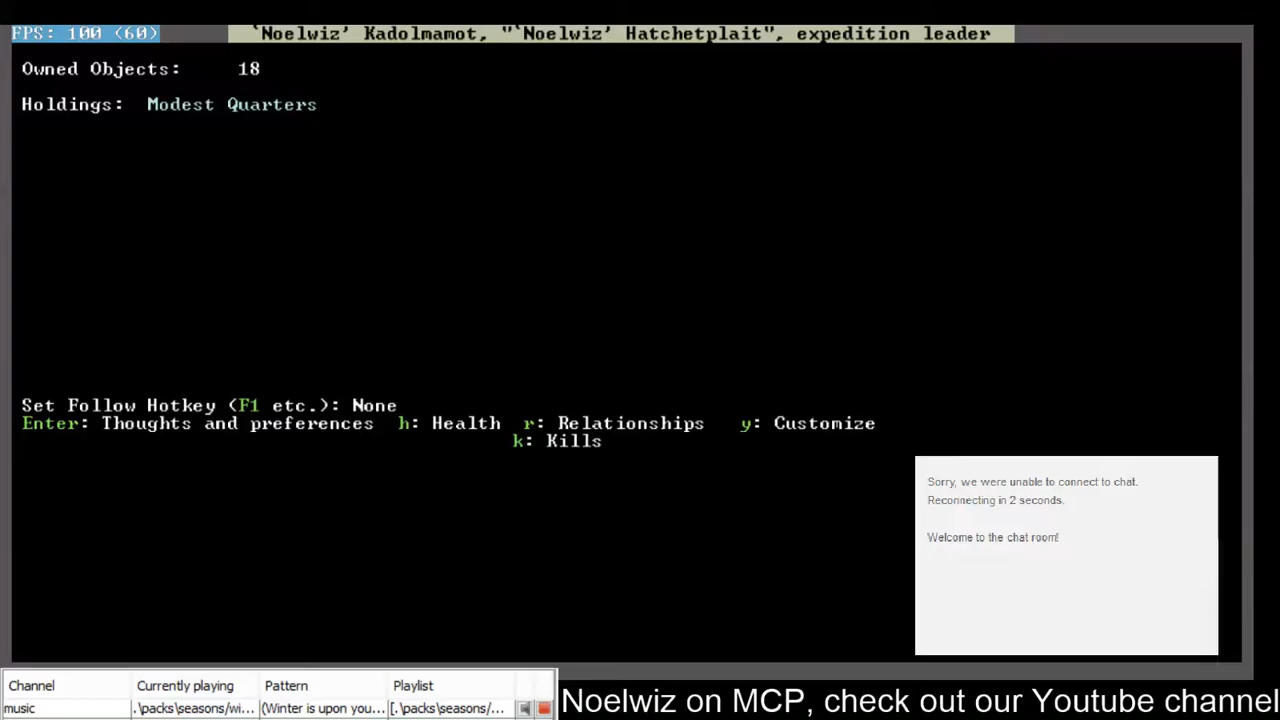 FPS: 100 (60)
`Noelwiz' Kadolmamot, "`Noelwiz' Hatchetplait", expedition leader
Owned Objects: 18
Holdings: Modest Quarters
Set Follow Hotkey (F1 etc.): None
Enter: Thoughts and preferences h: Health r: Relationships y: Customize
k: Kills
Sorry, we were unable to connect to chat.
Reconnecting in 2 seconds.
Welcome to the chat room!
Channel Currently playing Pattern Playlist
music .\packs\seasons/wi... (Winter is upon you... [.\packs\seasons/...
Noelwiz on MCP, check out our Youtube channel